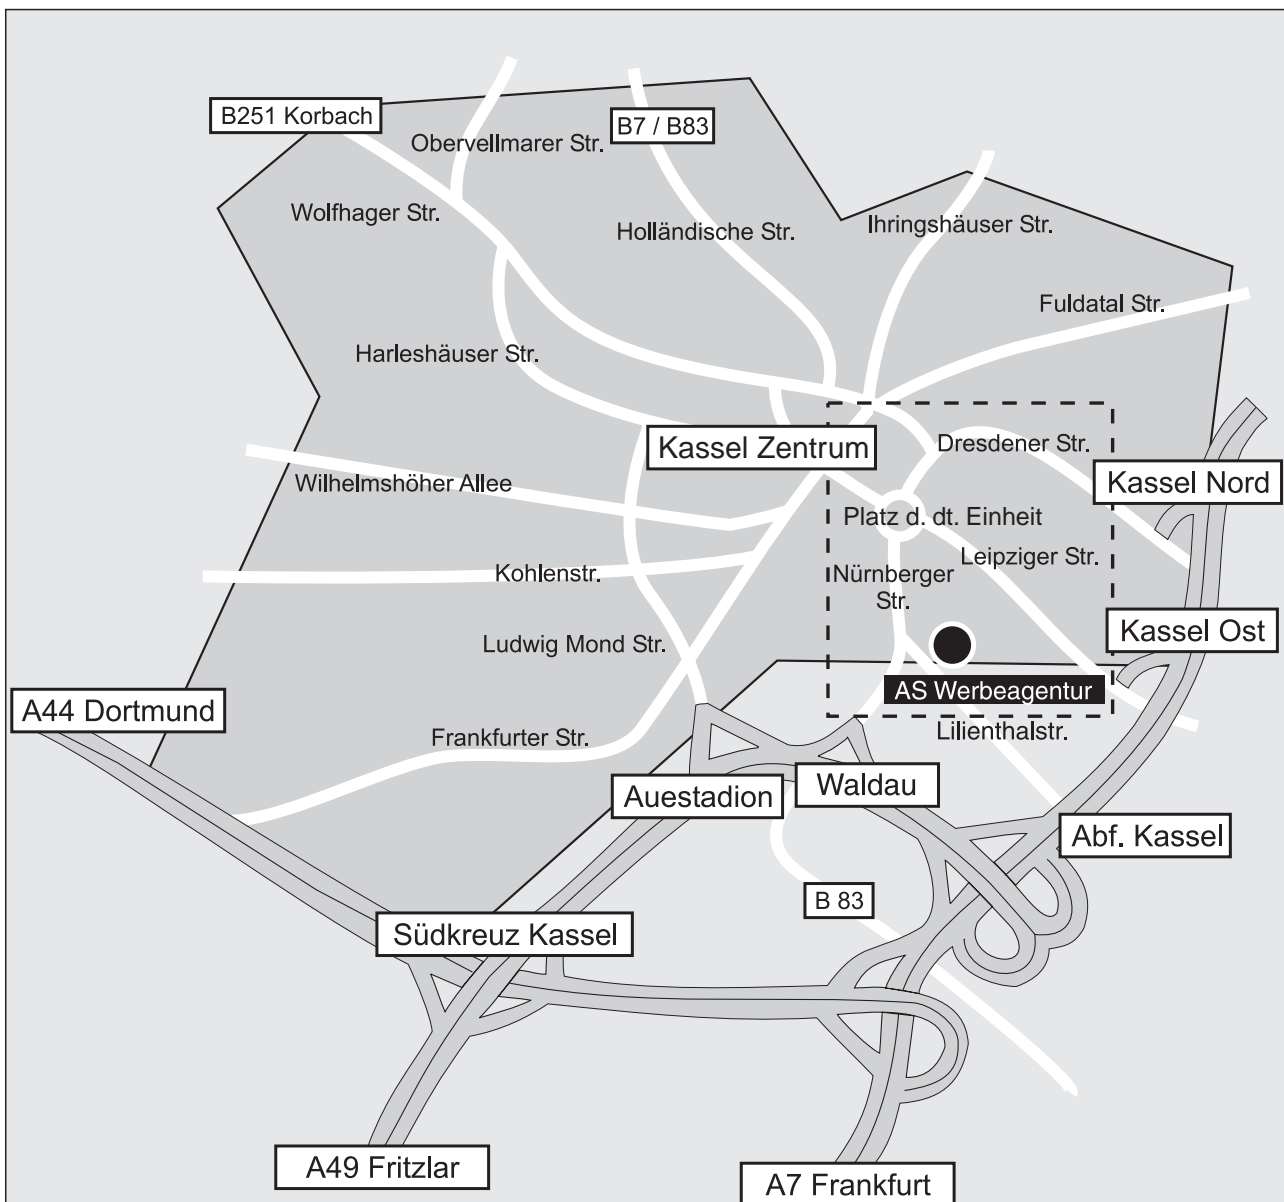 B251 Korbach
B7 / B83
Obervellmarer Str.
Wolfhager Str.
Holländische Str.
Ihringshäuser Str.
Fuldatal Str.
Harleshäuser Str.
Kassel Zentrum
Dresdener Str.
Kassel Nord
Wilhelmshöher Allee
Platz d. dt. Einheit
Leipziger Str.
Kohlenstr.
Nürnberger
Str.
Kassel Ost
Ludwig Mond Str.
AS Werbeagentur
A44 Dortmund
Lilienthalstr.
Frankfurter Str.
Waldau
Auestadion
Abf. Kassel
B 83
Südkreuz Kassel
A49 Fritzlar
A7 Frankfurt